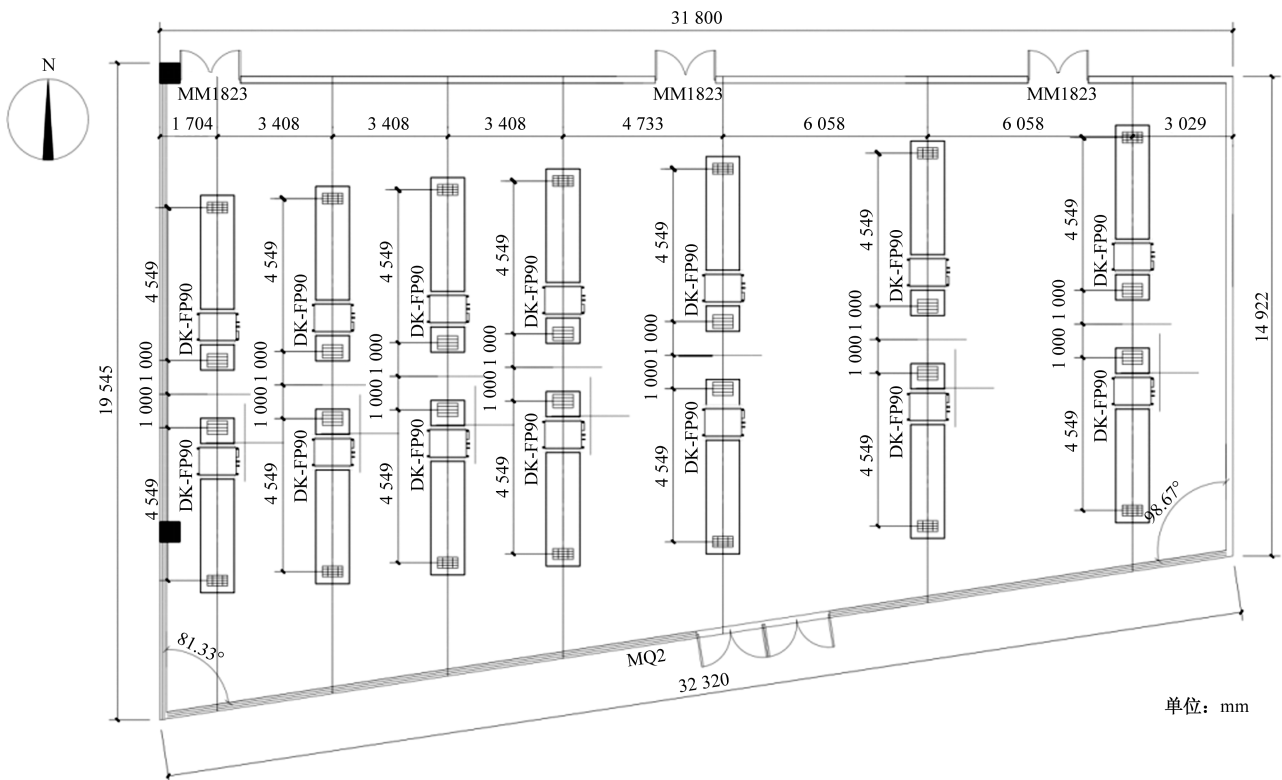 31 800
N
MM1823
MM1823
MM1823
1 704
3 408
3 408
3 408
4 733
6 058
6 058
3 029
19 545
4 549
1 000
1 000
4 549
DK-FP90
DK-FP90
4 549
1 000
1 000
4 549
DK-FP90
DK-FP90
4 549
1 000
1 000
4 549
DK-FP90
DK-FP90
4 549
1 000
1 000
4 549
DK-FP90
DK-FP90
4 549
1 000
1 000
4 549
DK-FP90
DK-FP90
4 549
1 000
1 000
4 549
DK-FP90
DK-FP90
4 549
1 000
1 000
4 549
DK-FP90
DK-FP90
14 922
98.67°
81.33°
MQ2
32 320
单位：mm